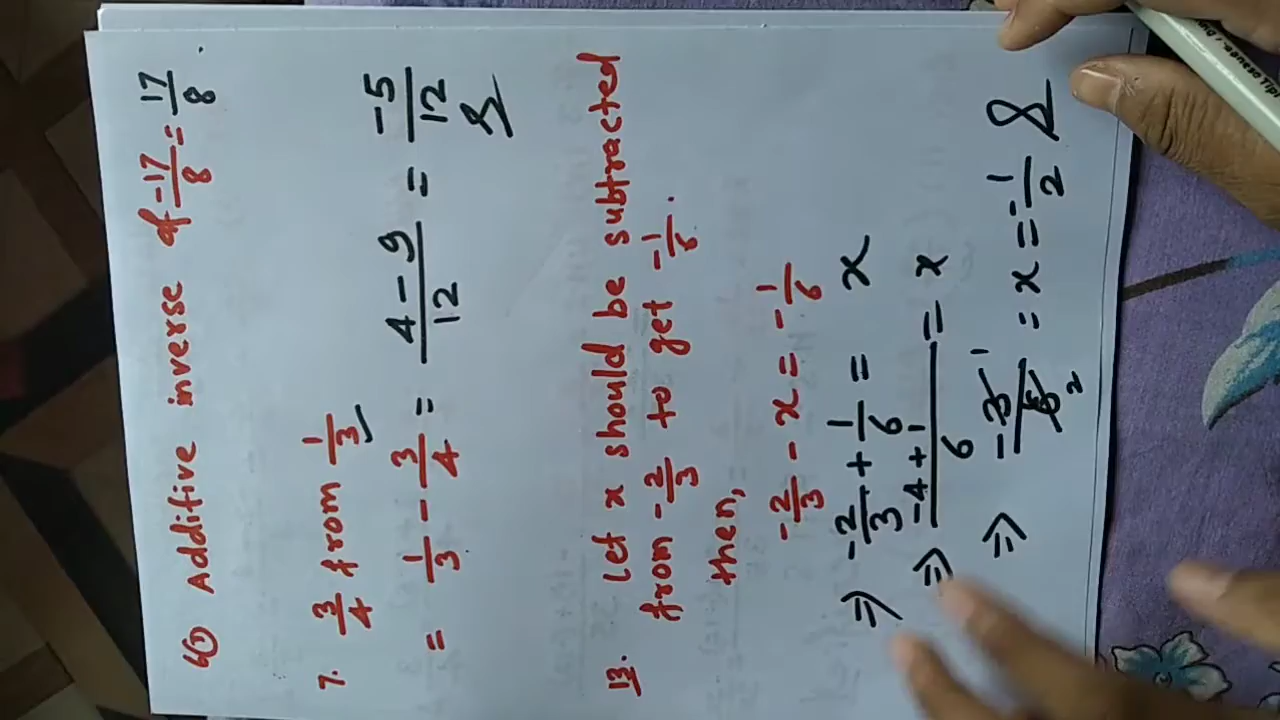 6(i) Additive inverse of -17/8 = 17/8.
7. 3/4 from 1/3
= 1/3 - 3/4 = 4-9/12 = -5/12
13. Let x should be subtracted
from -2/3 to get -1/6.
then,
-2/3 - x = -1/6
⇒ -2/3 + 1/6 = x
⇒ -4+1/6 = x
⇒ -3 1/6 2 = x = -1/2